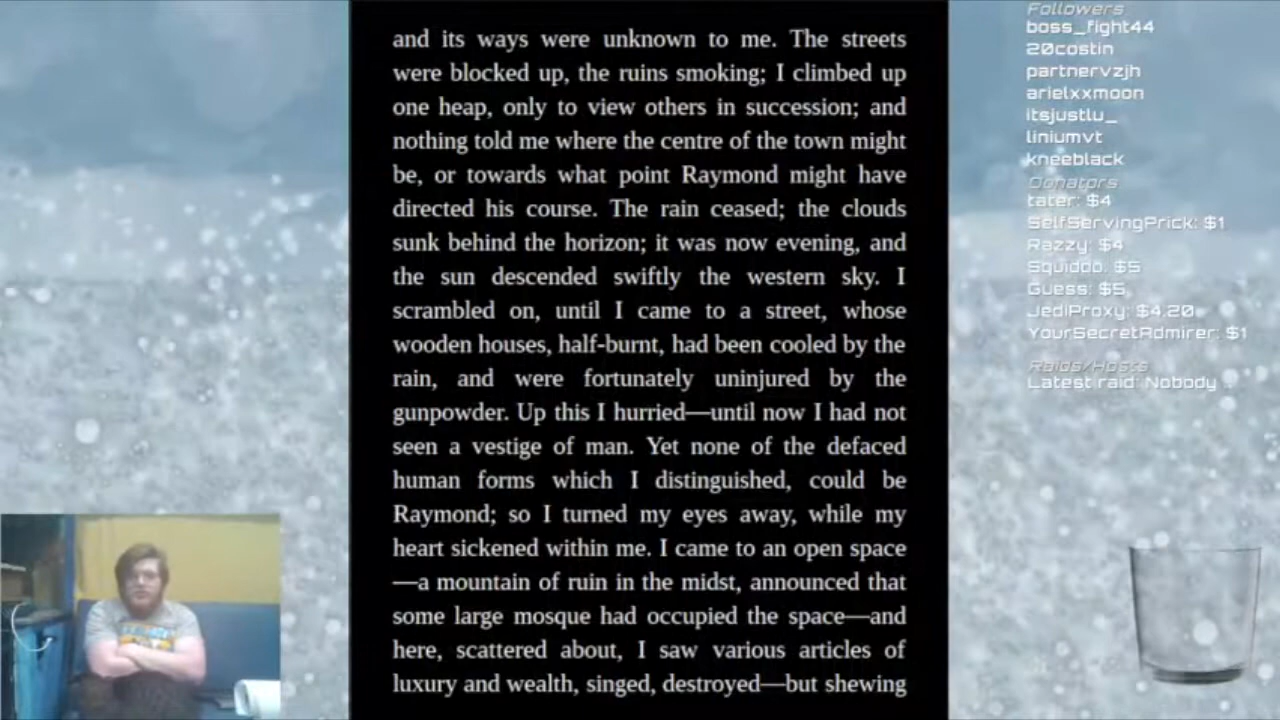 and its ways were unknown to me. The streets
were blocked up, the ruins smoking; I climbed up
one heap, only to view others in succession; and
nothing told me where the centre of the town might
be, or towards what point Raymond might have
directed his course. The rain ceased; the clouds
sunk behind the horizon; it was now evening, and
the sun descended swiftly the western sky. I
scrambled on, until I came to a street, whose
wooden houses, half-burnt, had been cooled by the
rain, and were fortunately uninjured by the
gunpowder. Up this I hurried—until now I had not
seen a vestige of man. Yet none of the defaced
human forms which I distinguished, could be
Raymond; so I turned my eyes away, while my
heart sickened within me. I came to an open space
—a mountain of ruin in the midst, announced that
some large mosque had occupied the space—and
here, scattered about, I saw various articles of
luxury and wealth, singed, destroyed—but shewing
Followers
boss_fight44
20costin
partnervzjh
arielxxmoon
itsjustlu_
liniumvt
kneeblack
Donators
tater: $4
SelfServingPrick: $1
Razzy: $4
Squidob: $5
Guess: $5
JediProxy: $4.20
YourSecretAdmirer: $1
Raids/Hosts
Latest raid: Nobody